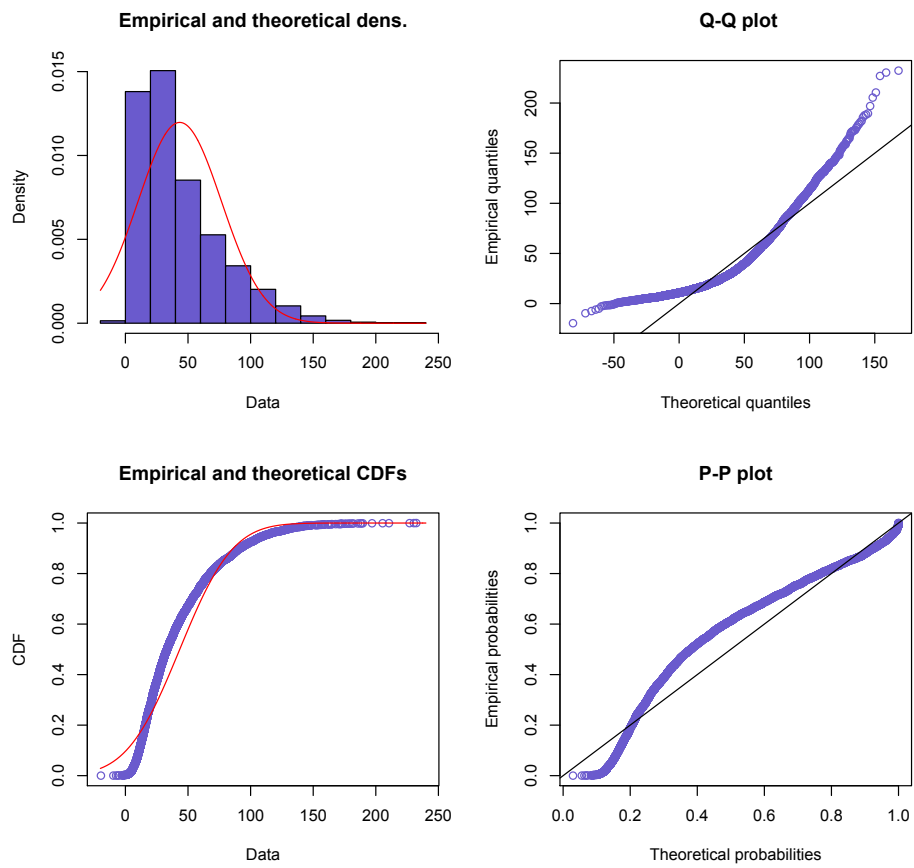 Empirical and theoretical dens.
Density
0.000 0.005 0.010 0.015
0 50 100 150 200 250
Data
Q-Q plot
Empirical quantiles
0 50 100 150 200
-50 0 50 100 150
Theoretical quantiles
Empirical and theoretical CDFs
CDF
0.0 0.2 0.4 0.6 0.8 1.0
0 50 100 150 200 250
Data
P-P plot
Empirical probabilities
0.0 0.2 0.4 0.6 0.8 1.0
0.0 0.2 0.4 0.6 0.8 1.0
Theoretical probabilities